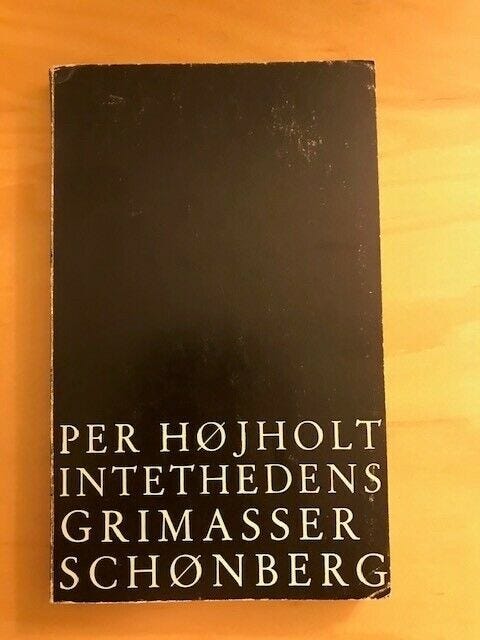 PER HØJHOLT
INTETHEDENS
GRIMASSER
SCHØNBERG